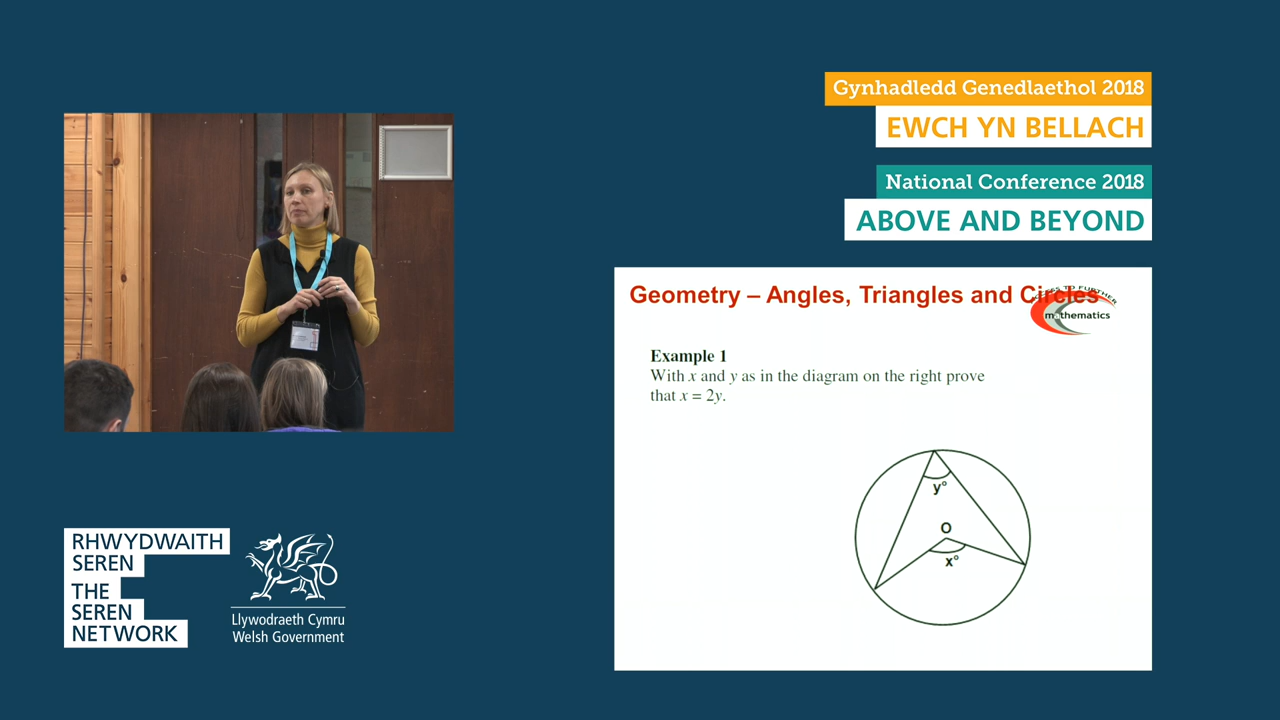 Gynhadledd Genedlaethol 2018
EWCH YN BELLACH
National Conference 2018
ABOVE AND BEYOND
Geometry – Angles, Triangles and Circles
mathematics
Example 1
With x and y as in the diagram on the right prove
that x = 2y.
y°
O
x°
RHWYDWAITH
SEREN
THE
SEREN
NETWORK
Llywodraeth Cymru
Welsh Government